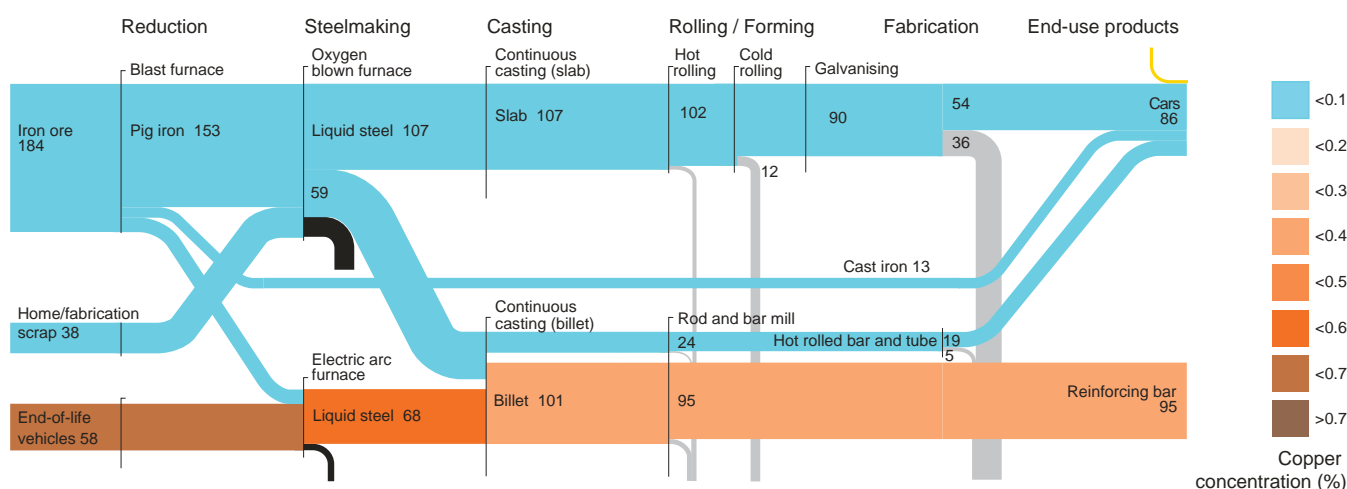 Reduction
Steelmaking
Casting
Rolling / Forming
Fabrication
End-use products
Blast furnace
Oxygen
blown furnace
Continuous
casting (slab)
Hot
rolling
Cold
rolling
Galvanising
Iron ore
184
Pig iron 153
Liquid steel 107
Slab 107
102
90
54
Cars
86
36
12
59
Cast iron 13
Home/fabrication
scrap 38
Continuous
casting (billet)
Rod and bar mill
24
Hot rolled bar and tube
19
5
Electric arc
furnace
End-of-life
vehicles 58
Liquid steel 68
Billet 101
95
Reinforcing bar
95
<0.1
<0.2
<0.3
<0.4
<0.5
<0.6
<0.7
>0.7
Copper
concentration (%)